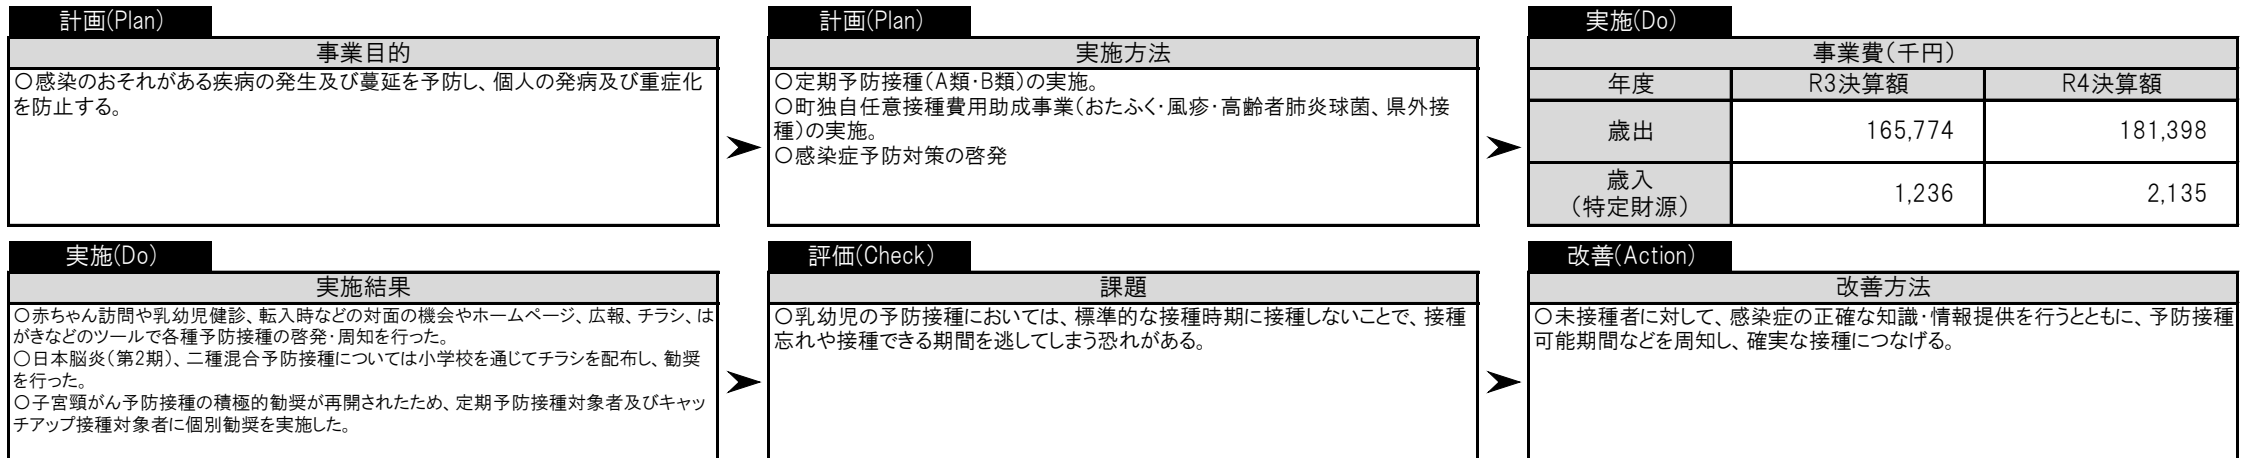 計画(Plan)
事業目的
○感染のおそれがある疾病の発生及び蔓延を予防し、個人の発病及び重症化
を防止する。
計画(Plan)
実施方法
○定期予防接種(A類・B類)の実施。
○町独自任意接種費用助成事業(おたふく・風疹・高齢者肺炎球菌、県外接
種)の実施。
○感染症予防対策の啓発
実施(Do)
事業費(千円)
年度 R3決算額 R4決算額
歳出 165,774 181,398
歳入
(特定財源) 1,236 2,135
実施(Do)
実施結果
○赤ちゃん訪問や乳幼児健診、転入時などの対面の機会やホームページ、広報、チラシ、は
がきなどのツールで各種予防接種の啓発・周知を行った。
○日本脳炎(第2期)、二種混合予防接種については小学校を通じてチラシを配布し、勧奨
を行った。
○子宮頸がん予防接種の積極的勧奨が再開されたため、定期予防接種対象者及びキャッ
チアップ接種対象者に個別勧奨を実施した。
評価(Check)
課題
○乳幼児の予防接種においては、標準的な接種時期に接種しないことで、接種
忘れや接種できる期間を逃してしまう恐れがある。
改善(Action)
改善方法
○未接種者に対して、感染症の正確な知識・情報提供を行うとともに、予防接種
可能期間などを周知し、確実な接種につなげる。